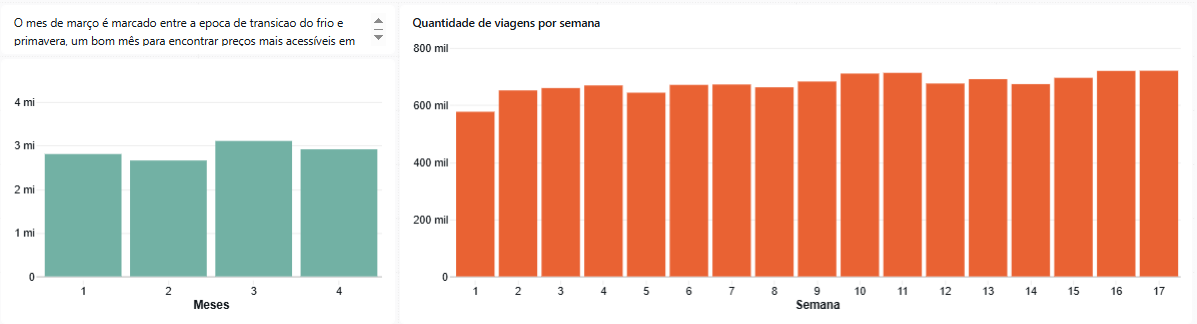 O mes de março é marcado entre a epoca de transicao do frio e
primavera, um bom mês para encontrar preços mais acessíveis em
4 mi
3 mi
2 mi
1 mi
0
1 2 3 4
Meses
Quantidade de viagens por semana
800 mil
600 mil
400 mil
200 mil
0
1 2 3 4 5 6 7 8 9 10 11 12 13 14 15 16 17
Semana